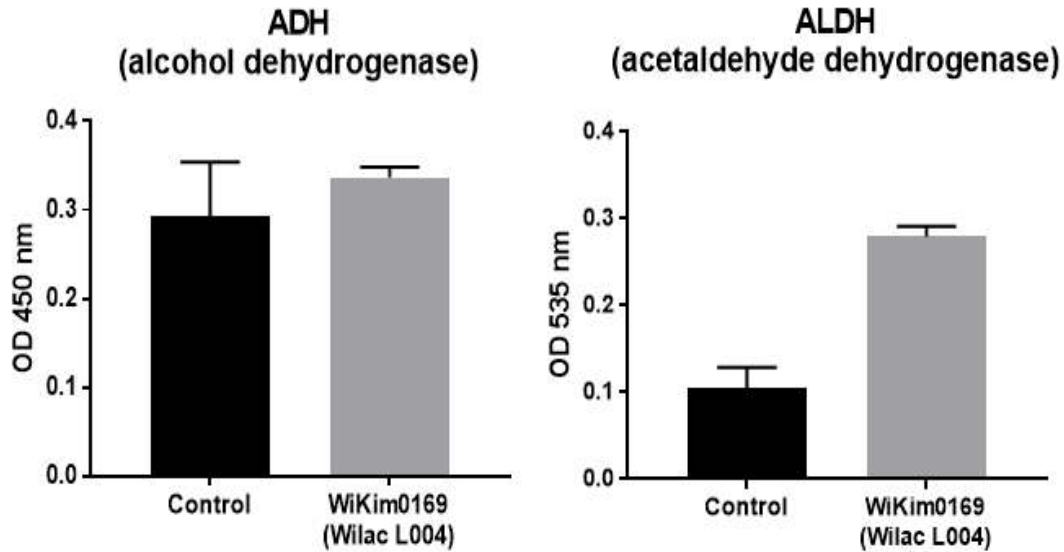 ADH
(alcohol dehydrogenase)
OD 450 nm
0.4
0.3
0.2
0.1
0.0
Control
WiKim0169
(Wilac L004)
ALDH
(acetaldehyde dehydrogenase)
OD 535 nm
0.4
0.3
0.2
0.1
0.0
Control
WiKim0169
(Wilac L004)